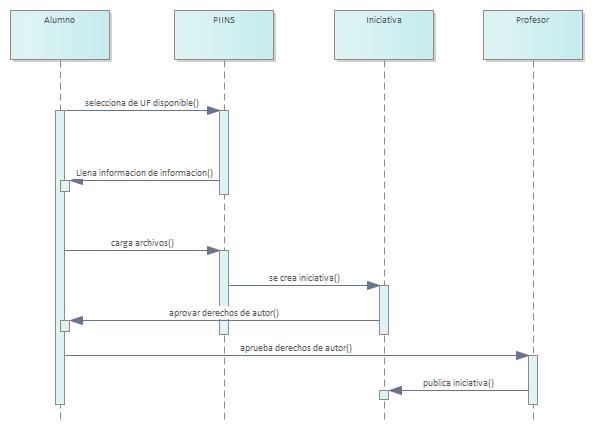 Alumno
PIINS
Iniciativa
Profesor
selecciona de UF disponible()
Llena informacion de informacion()
carga archivos()
se crea iniciativa()
aprovar derechos de autor()
aprueba derechos de autor()
publica iniciativa()